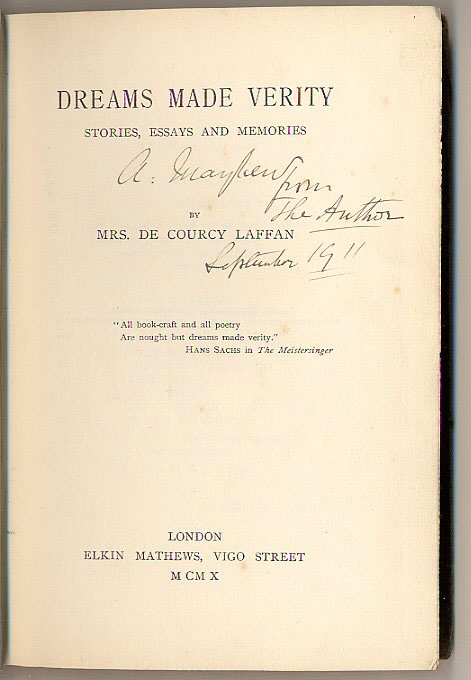 DREAMS MADE VERITY
STORIES, ESSAYS AND MEMORIES
A. Mayhew from
The Author
BY
MRS. DE COURCY LAFFAN
September 1911
"All book-craft and all poetry
Are nought but dreams made verity."
HANS SACHS in The Meistersinger
LONDON
ELKIN MATHEWS, VIGO STREET
M CM X